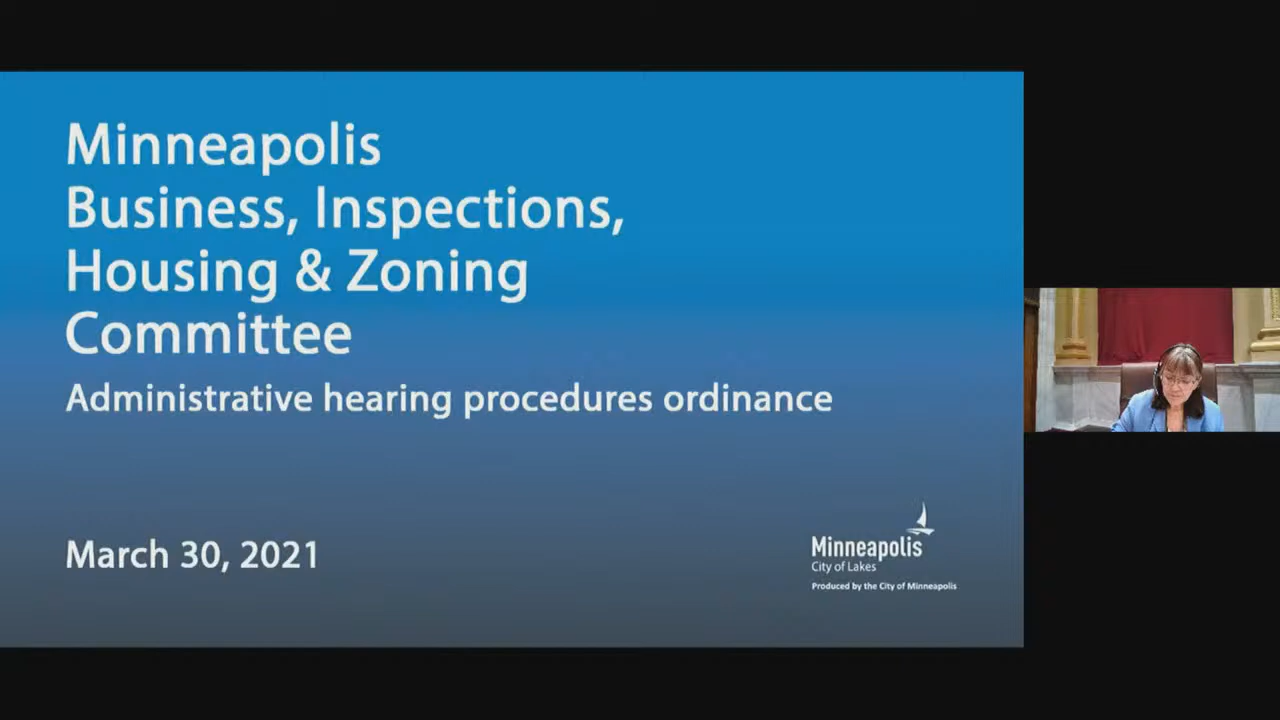 Minneapolis
Business, Inspections,
Housing & Zoning
Committee
Administrative hearing procedures ordinance
March 30, 2021
Minneapolis
City of Lakes
Produced by the City of Minneapolis